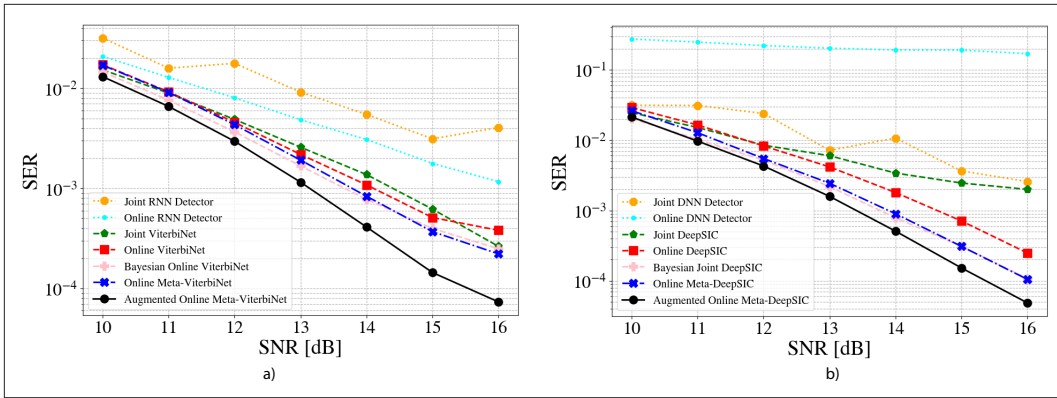 SER
10⁻²
10⁻³
10⁻⁴
Joint RNN Detector
Online RNN Detector
Joint ViterbiNet
Online ViterbiNet
Bayesian Online ViterbiNet
Online Meta-ViterbiNet
Augmented Online Meta-ViterbiNet
10 11 12 13 14 15 16
SNR [dB]
a)
SER
10⁻¹
10⁻²
10⁻³
10⁻⁴
Joint DNN Detector
Online DNN Detector
Joint DeepSIC
Online DeepSIC
Bayesian Joint DeepSIC
Online Meta-DeepSIC
Augmented Online Meta-DeepSIC
10 11 12 13 14 15 16
SNR [dB]
b)